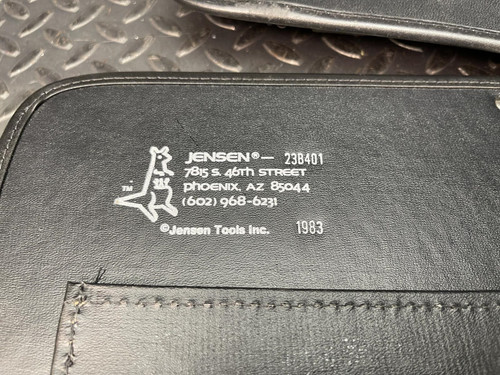 JENSEN®— 23B401
7815 S. 46th STREET
phoENIX, AZ 85044
(602) 968-6231
TM
©Jensen Tools Inc. 1983